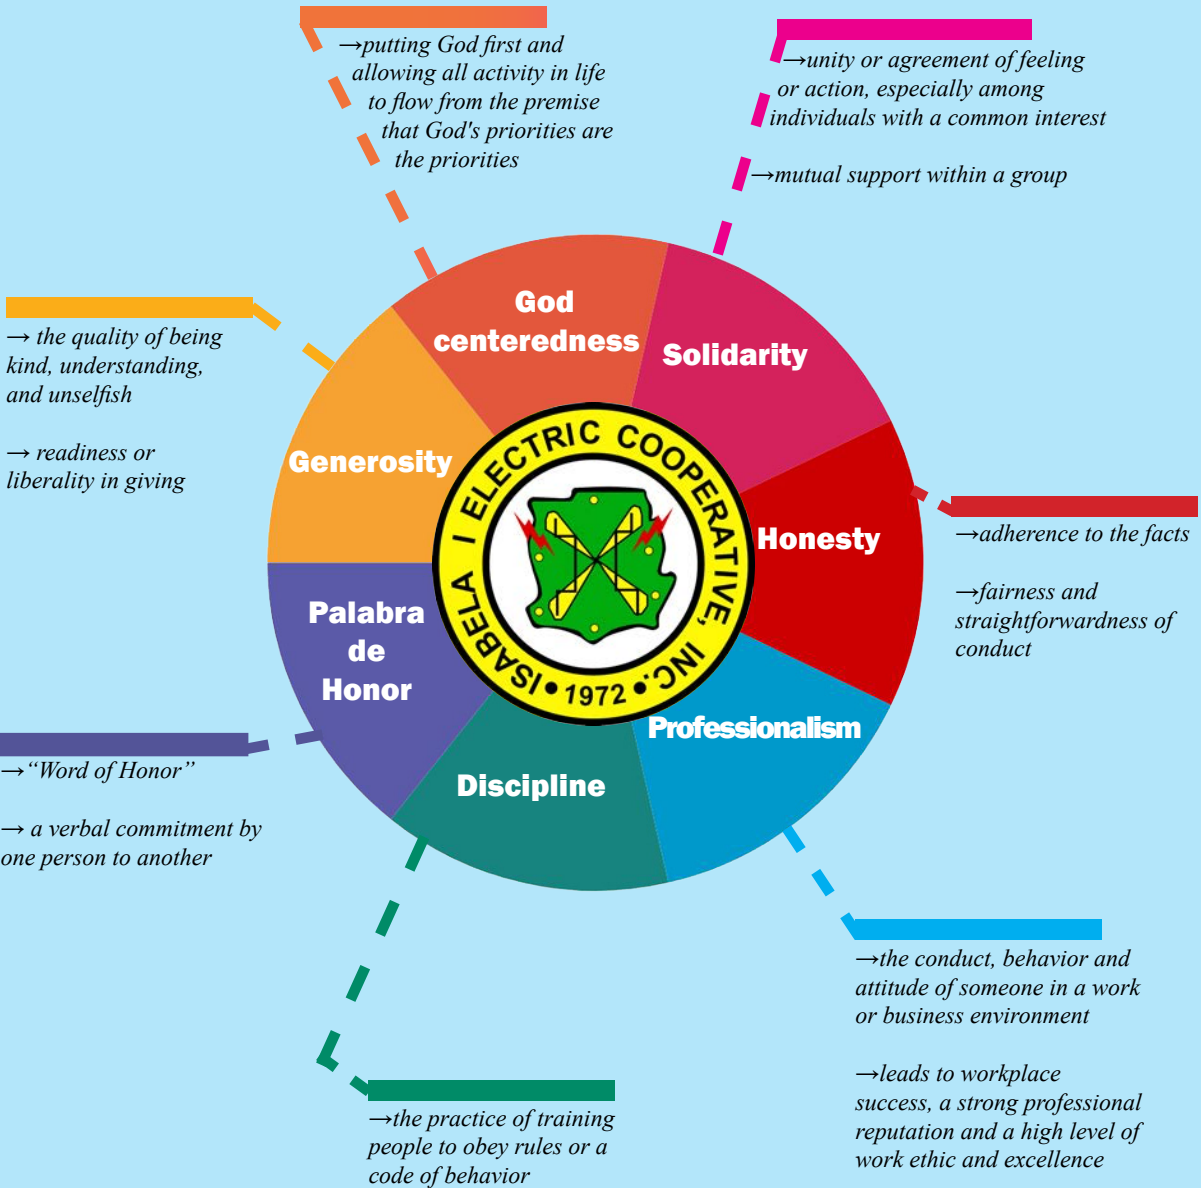 →putting God first and
allowing all activity in life
to flow from the premise
that God's priorities are
the priorities
→unity or agreement of feeling
or action, especially among
individuals with a common interest
→mutual support within a group
God
centeredness
Solidarity
→ the quality of being
kind, understanding,
and unselfish
→ readiness or
liberality in giving
Generosity
Honesty
→adherence to the facts
→fairness and
straightforwardness of
conduct
ISABELA I ELECTRIC COOPERATIVE, INC.
• 1972 •
Palabra
de
Honor
Professionalism
Discipline
→“Word of Honor”
→ a verbal commitment by
one person to another
→the conduct, behavior and
attitude of someone in a work
or business environment
→leads to workplace
success, a strong professional
reputation and a high level of
work ethic and excellence
→the practice of training
people to obey rules or a
code of behavior